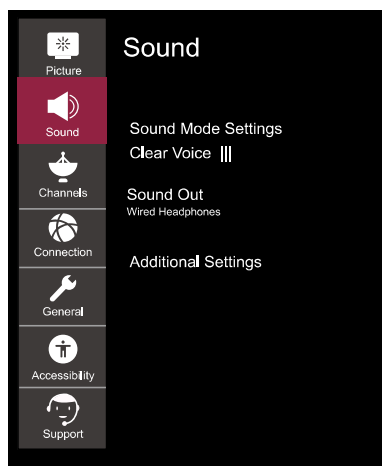 Picture
Sound
Channels
Connection
General
Accessibility
Support
Sound
Sound Mode Settings
Clear Voice III
Sound Out
Wired Headphones
Additional Settings